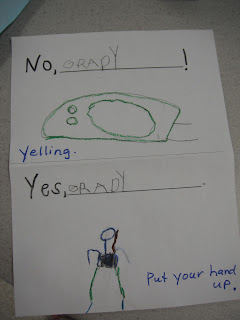 No, GRADY !
Yelling.
Yes, GRADY .
Put your hand
up.